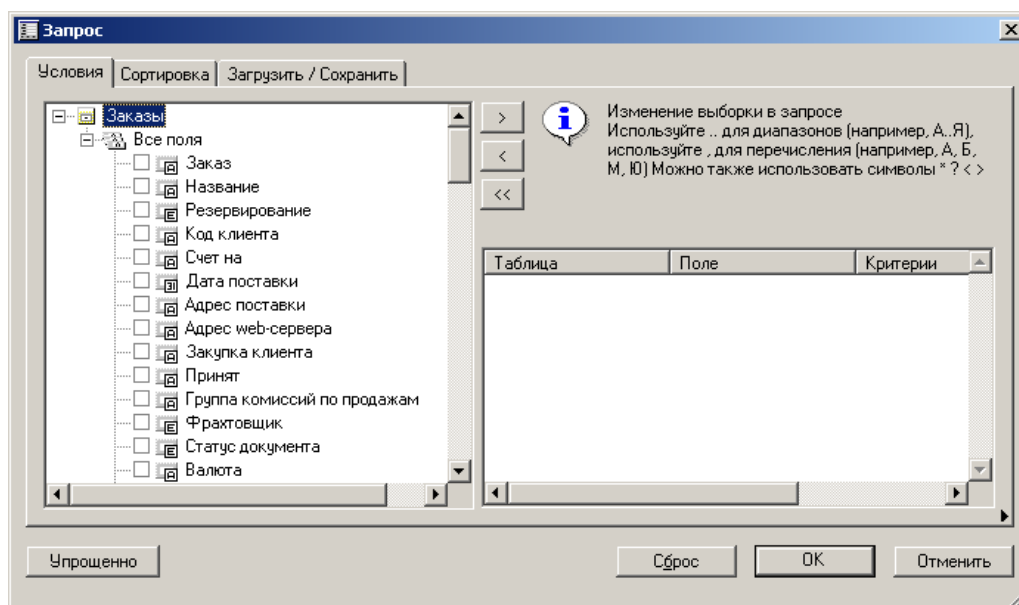 Запрос
Условия Сортировка Загрузить / Сохранить
Заказы
Все поля
Заказ
Название
Резервирование
Код клиента
Счет на
Дата поставки
Адрес поставки
Адрес web-сервера
Закупка клиента
Принят
Группа комиссий по продажам
Фрахтовщик
Статус документа
Валюта
>
<
<<
Изменение выборки в запросе
Используйте .. для диапазонов (например, А..Я),
используйте , для перечисления (например, А, Б,
М, Ю) Можно также использовать символы * ? < >
Таблица Поле Критерии
Упрощенно Сброс OK Отменить